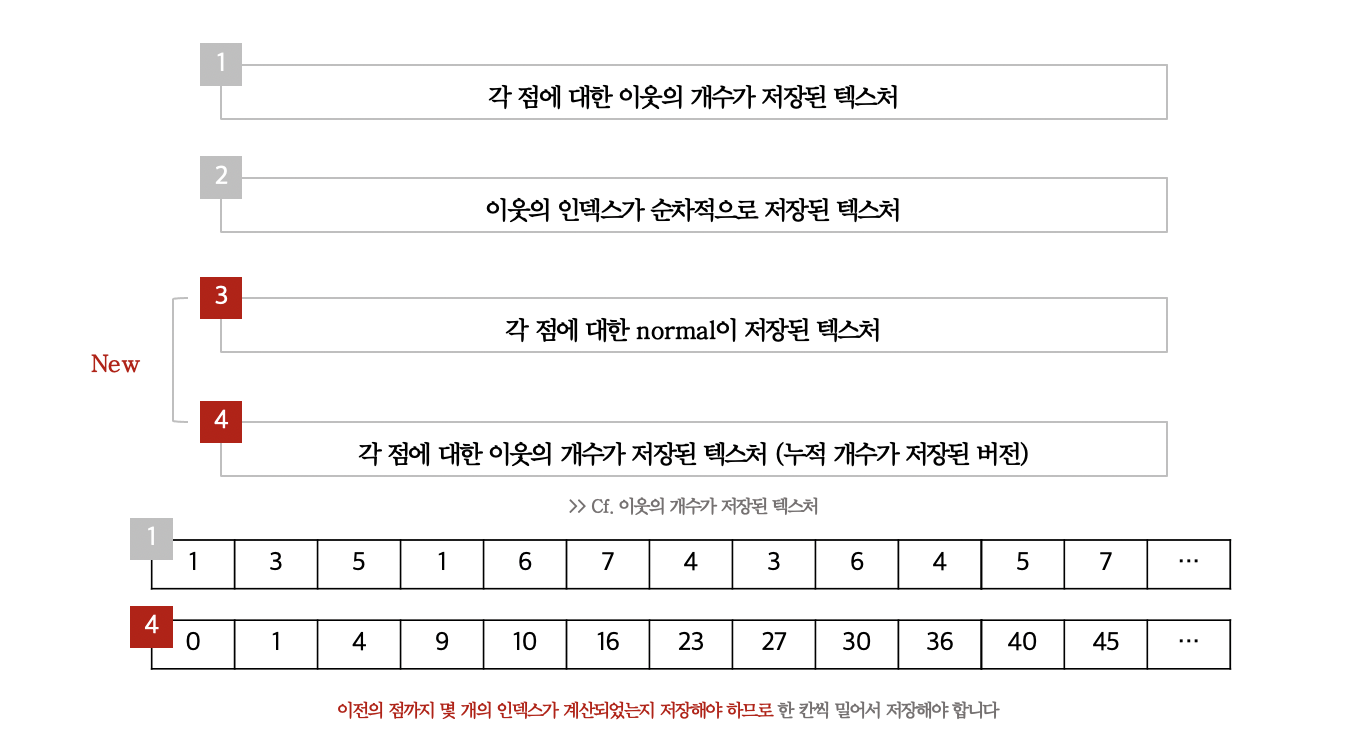 1
각 점에 대한 이웃의 개수가 저장된 텍스처
2
이웃의 인덱스가 순차적으로 저장된 텍스처
3
각 점에 대한 normal이 저장된 텍스처
New
4
각 점에 대한 이웃의 개수가 저장된 텍스처 (누적 개수가 저장된 버전)
>> Cf. 이웃의 개수가 저장된 텍스처
1
1 3 5 1 6 7 4 3 6 4 5 7 ⋯
4
0 1 4 9 10 16 23 27 30 36 40 45 ⋯
이전의 점까지 몇 개의 인덱스가 계산되었는지 저장해야 하므로 한 칸씩 밀어서 저장해야 합니다